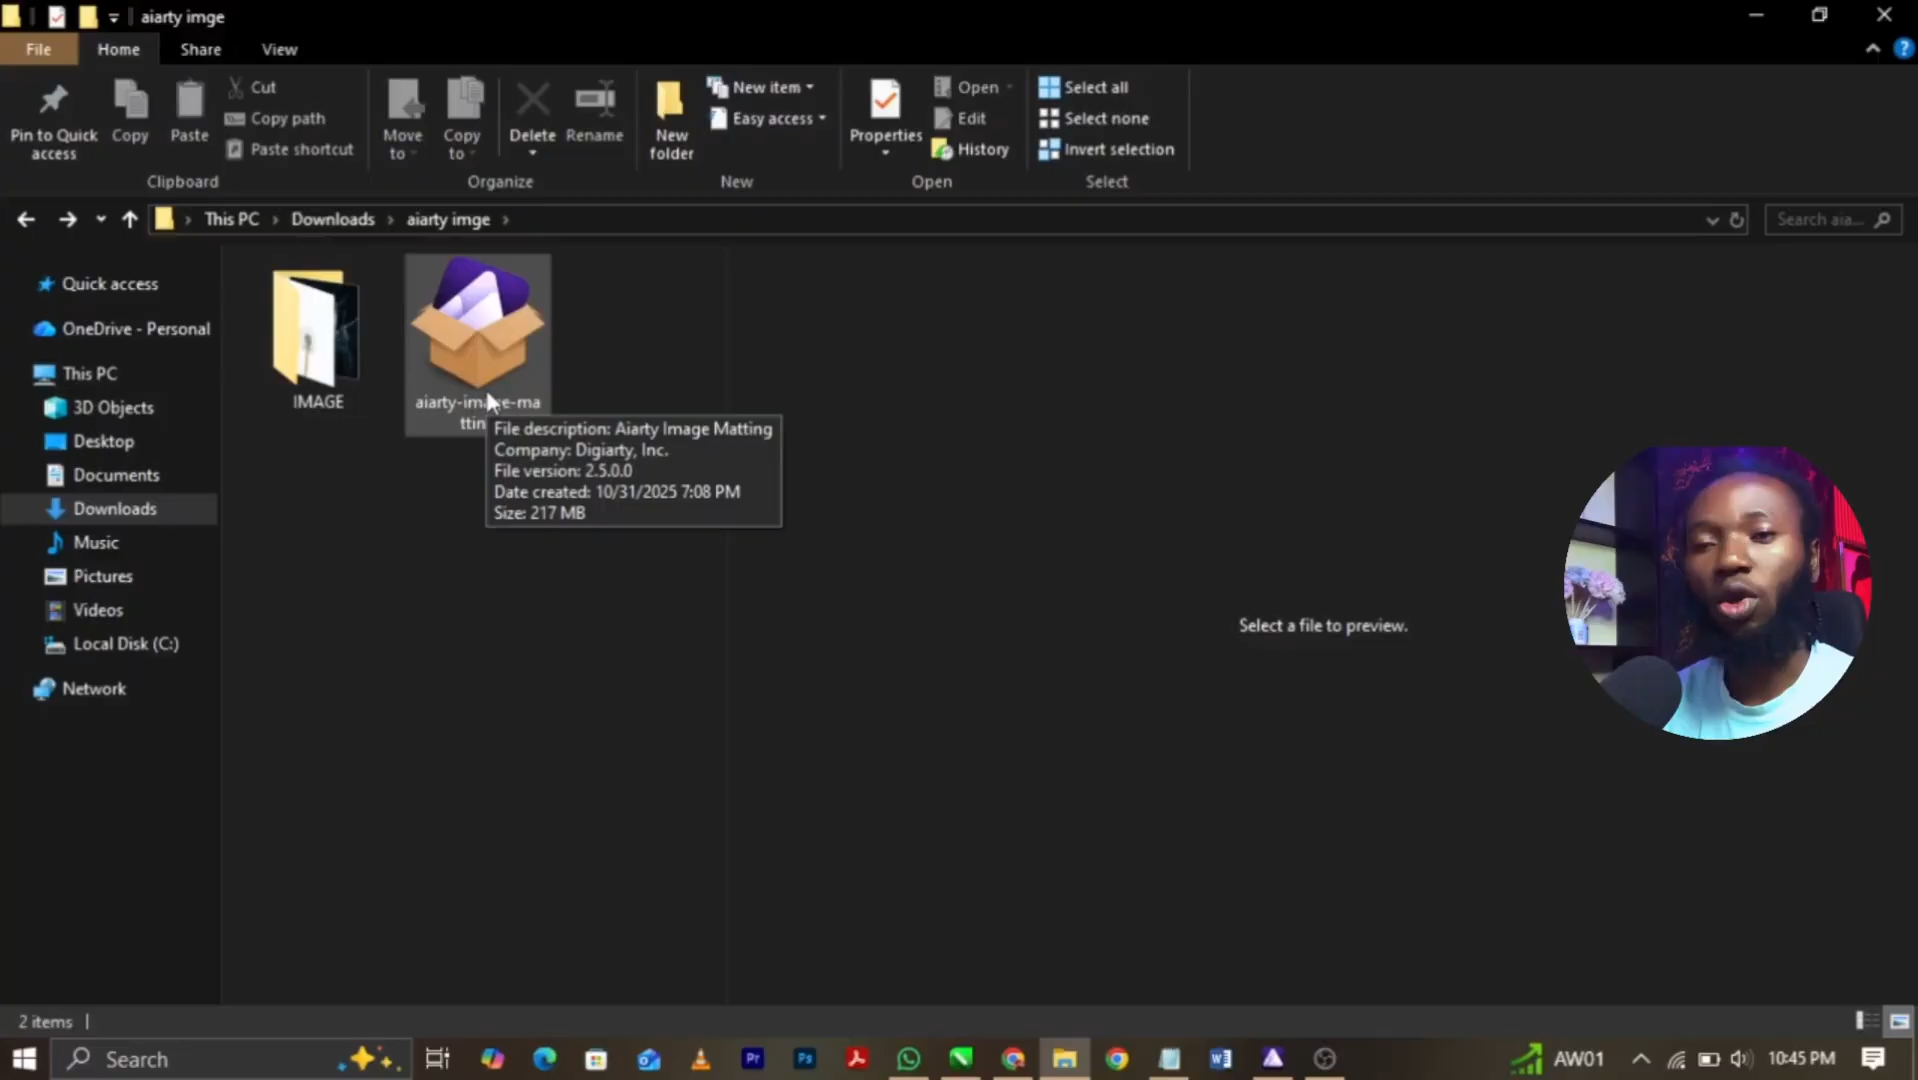 aiarty imge
File Home Share View
Pin to Quick access
Copy
Paste
Cut
Copy path
Paste shortcut
Clipboard
Move to
Copy to
Delete
Rename
Organize
New folder
New item
Easy access
New
Properties
Open
Edit
History
Open
Select all
Select none
Invert selection
Select
This PC Downloads aiarty imge
Search aia...
Quick access
OneDrive - Personal
This PC
3D Objects
Desktop
Documents
Downloads
Music
Pictures
Videos
Local Disk (C:)
Network
IMAGE
File description: Aiarty Image Matting
Company: Digiarty, Inc.
File version: 2.5.0.0
Date created: 10/31/2025 7:08 PM
Size: 217 MB
Select a file to preview.
2 items
Search
Pr
Ps
AW01
10:45 PM